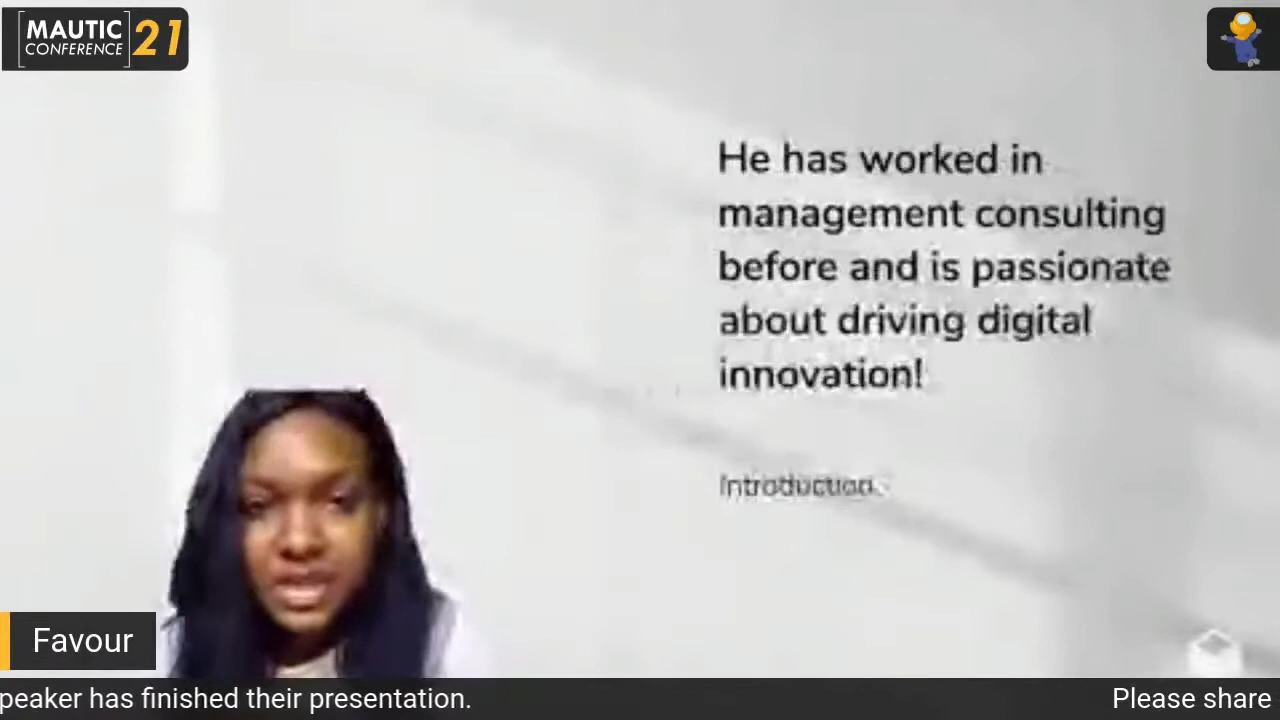 MAUTIC
CONFERENCE
21
He has worked in
management consulting
before and is passionate
about driving digital
innovation!
Introduction.
Favour
peaker has finished their presentation.
Please share